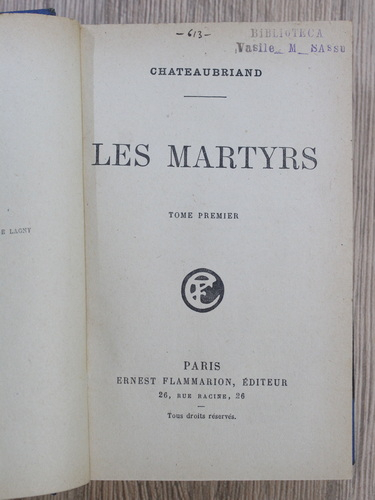 -613-
BIBLIOTECA
Vasile M. SASSU
CHATEAUBRIAND
LES MARTYRS
TOME PREMIER
E LAGNY
PARIS
ERNEST FLAMMARION, ÉDITEUR
26, RUE RACINE, 26
Tous droits réservés.